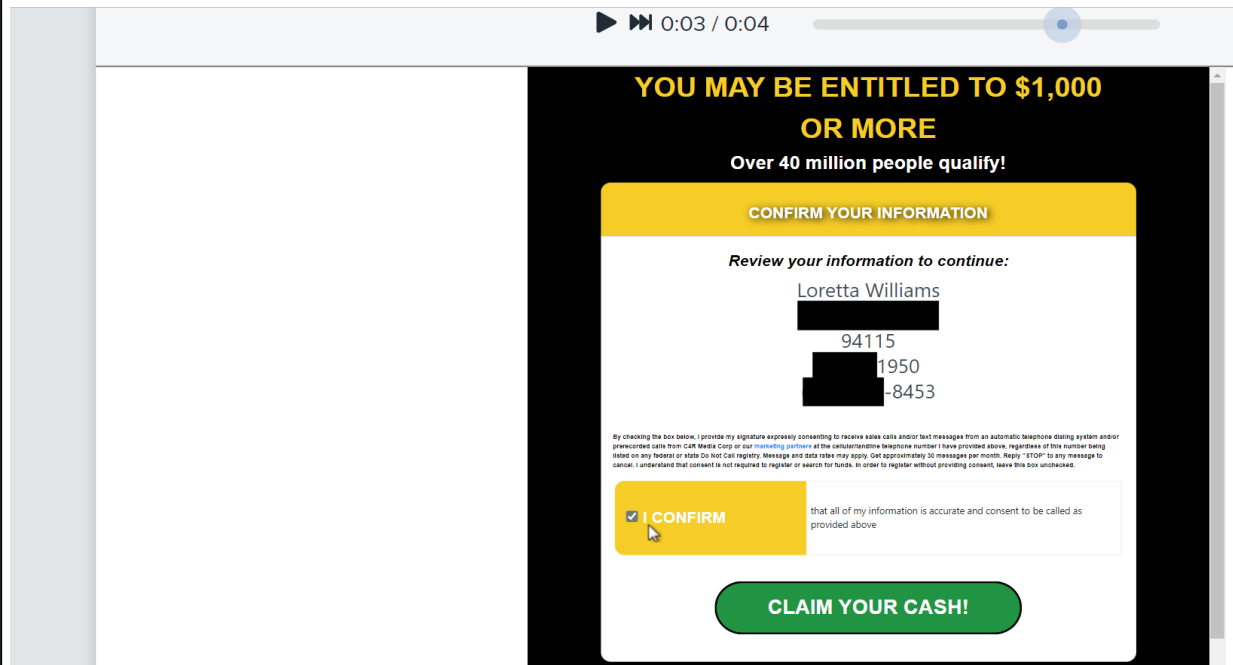 0:03 / 0:04
YOU MAY BE ENTITLED TO $1,000
OR MORE
Over 40 million people qualify!
CONFIRM YOUR INFORMATION
Review your information to continue:
Loretta Williams
94115
1950
-8453
By checking the box below, I provide my signature expressly consenting to receive sales calls and/or text messages from an automatic telephone dialing system and/or
prerecorded calls from C4R Media Corp or our marketing partners at the cellular/landline telephone number I have provided above, regardless of this number being
listed on any federal or state Do Not Call registry. Message and data rates may apply. Get approximately 30 messages per month. Reply "STOP" to any message to
cancel. I understand that consent is not required to register or search for funds. In order to register without providing consent, leave this box unchecked.
I CONFIRM
that all of my information is accurate and consent to be called as
provided above
CLAIM YOUR CASH!